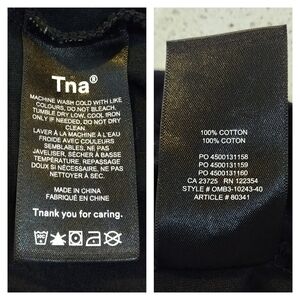 Tna®
MACHINE WASH COLD WITH LIKE
COLOURS, DO NOT BLEACH,
TUMBLE DRY LOW, COOL IRON
ONLY IF NEEDED, DO NOT DRY
CLEAN.
LAVER À LA MACHINE À L'EAU
FROIDE AVEC COULEURS
SEMBLABLES, NE PAS
JAVELISER, SÉCHER À BASSE
TEMPÉRATURE. REPASSAGE
DOUX SI NÉCESSAIRE, NE PAS
NETTOYER À SEC.
MADE IN CHINA
FABRIQUÉ EN CHINE
Thank you for caring.
100% COTTON
100% COTON
PO 4500131158
PO 4500131159
PO 4500131160
CA 23725 RN 122354
STYLE # OMB3-10243-40
ARTICLE # 80341